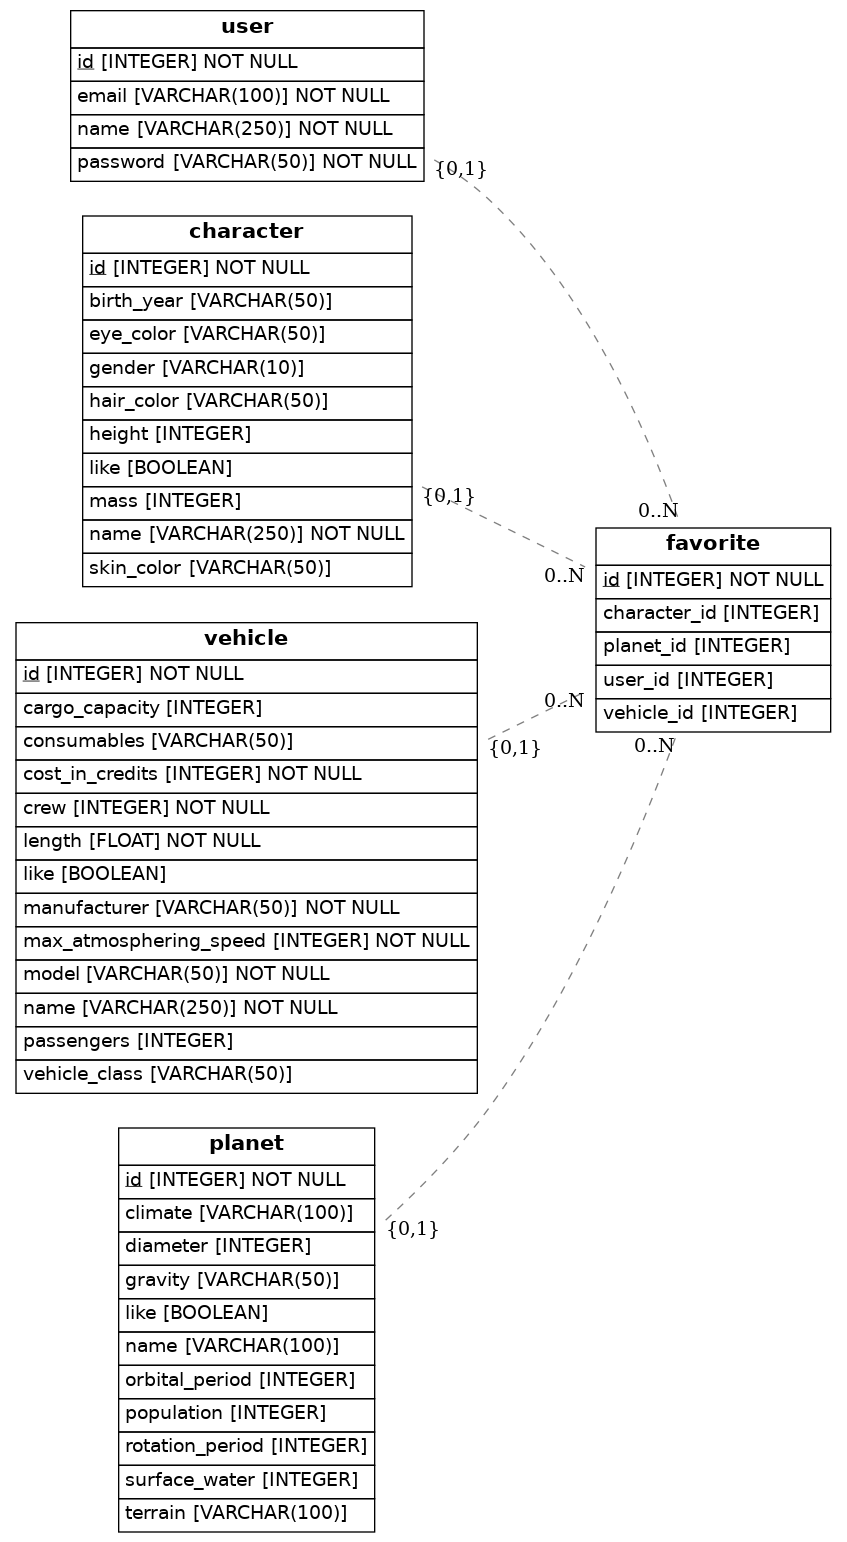 user
id [INTEGER] NOT NULL
email [VARCHAR(100)] NOT NULL
name [VARCHAR(250)] NOT NULL
password [VARCHAR(50)] NOT NULL
{0,1}
character
id [INTEGER] NOT NULL
birth_year [VARCHAR(50)]
eye_color [VARCHAR(50)]
gender [VARCHAR(10)]
hair_color [VARCHAR(50)]
height [INTEGER]
like [BOOLEAN]
mass [INTEGER]
name [VARCHAR(250)] NOT NULL
skin_color [VARCHAR(50)]
{0,1}
0..N
0..N
favorite
id [INTEGER] NOT NULL
character_id [INTEGER]
planet_id [INTEGER]
user_id [INTEGER]
vehicle_id [INTEGER]
0..N
0..N
vehicle
id [INTEGER] NOT NULL
cargo_capacity [INTEGER]
consumables [VARCHAR(50)]
cost_in_credits [INTEGER] NOT NULL
crew [INTEGER] NOT NULL
length [FLOAT] NOT NULL
like [BOOLEAN]
manufacturer [VARCHAR(50)] NOT NULL
max_atmosphering_speed [INTEGER] NOT NULL
model [VARCHAR(50)] NOT NULL
name [VARCHAR(250)] NOT NULL
passengers [INTEGER]
vehicle_class [VARCHAR(50)]
{0,1}
planet
id [INTEGER] NOT NULL
climate [VARCHAR(100)]
diameter [INTEGER]
gravity [VARCHAR(50)]
like [BOOLEAN]
name [VARCHAR(100)]
orbital_period [INTEGER]
population [INTEGER]
rotation_period [INTEGER]
surface_water [INTEGER]
terrain [VARCHAR(100)]
{0,1}